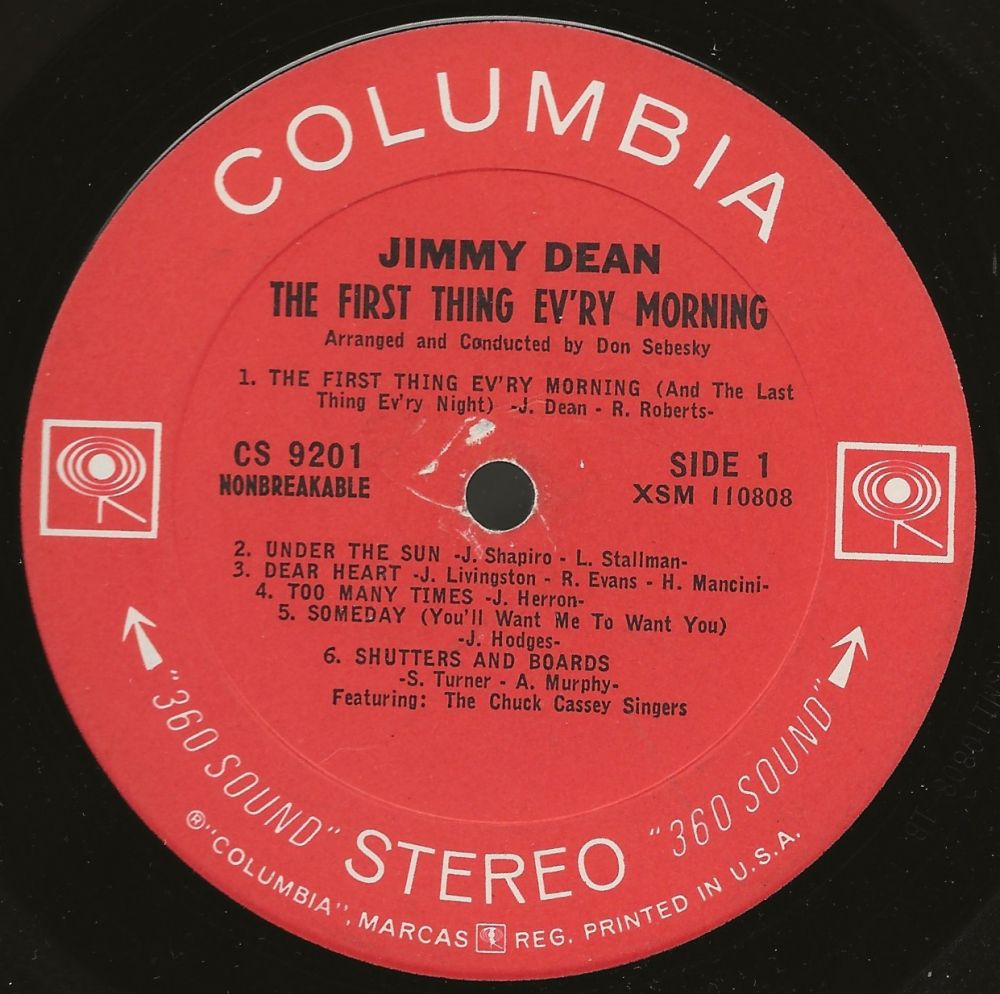 COLUMBIA
JIMMY DEAN
THE FIRST THING EV'RY MORNING
Arranged and Conducted by Don Sebesky
1. THE FIRST THING EV'RY MORNING (And The Last
Thing Ev'ry Night) -J. Dean - R. Roberts-
CS 9201
NONBREAKABLE
SIDE 1
XSM 110808
2. UNDER THE SUN -J. Shapiro - L. Stallman-
3. DEAR HEART -J. Livingston - R. Evans - H. Mancini-
4. TOO MANY TIMES -J. Herron-
5. SOMEDAY (You'll Want Me To Want You)
-J. Hodges-
6. SHUTTERS AND BOARDS
-S. Turner - A. Murphy-
Featuring: The Chuck Cassey Singers
"360 SOUND" STEREO "360 SOUND"
®"COLUMBIA", MARCAS REG. PRINTED IN U.S.A.